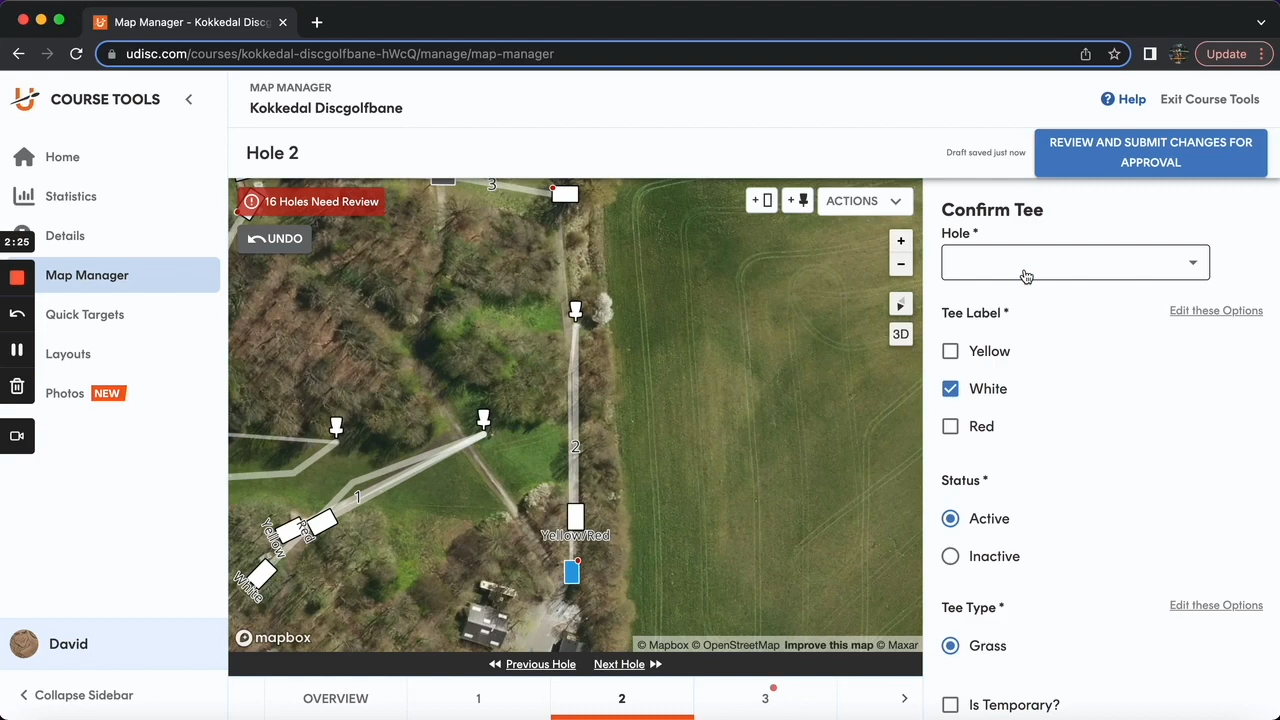 Map Manager - Kokkedal Discg
udisc.com/courses/kokkedal-discgolfbane-hWcQ/manage/map-manager
Update
COURSE TOOLS
MAP MANAGER
Kokkedal Discgolfbane
Help
Exit Course Tools
Hole 2
Draft saved just now
REVIEW AND SUBMIT CHANGES FOR
APPROVAL
Home
Statistics
Details
2:25
Map Manager
Quick Targets
Layouts
Photos NEW
David
Collapse Sidebar
16 Holes Need Review
UNDO
ACTIONS
3D
3
2
1
Yellow/Red
Yellow
Red
White
mapbox
© Mapbox © OpenStreetMap Improve this map © Maxar
Previous Hole
Next Hole
OVERVIEW
1
2
3
Confirm Tee
Hole *
Tee Label *
Edit these Options
Yellow
White
Red
Status *
Active
Inactive
Tee Type *
Edit these Options
Grass
Is Temporary?